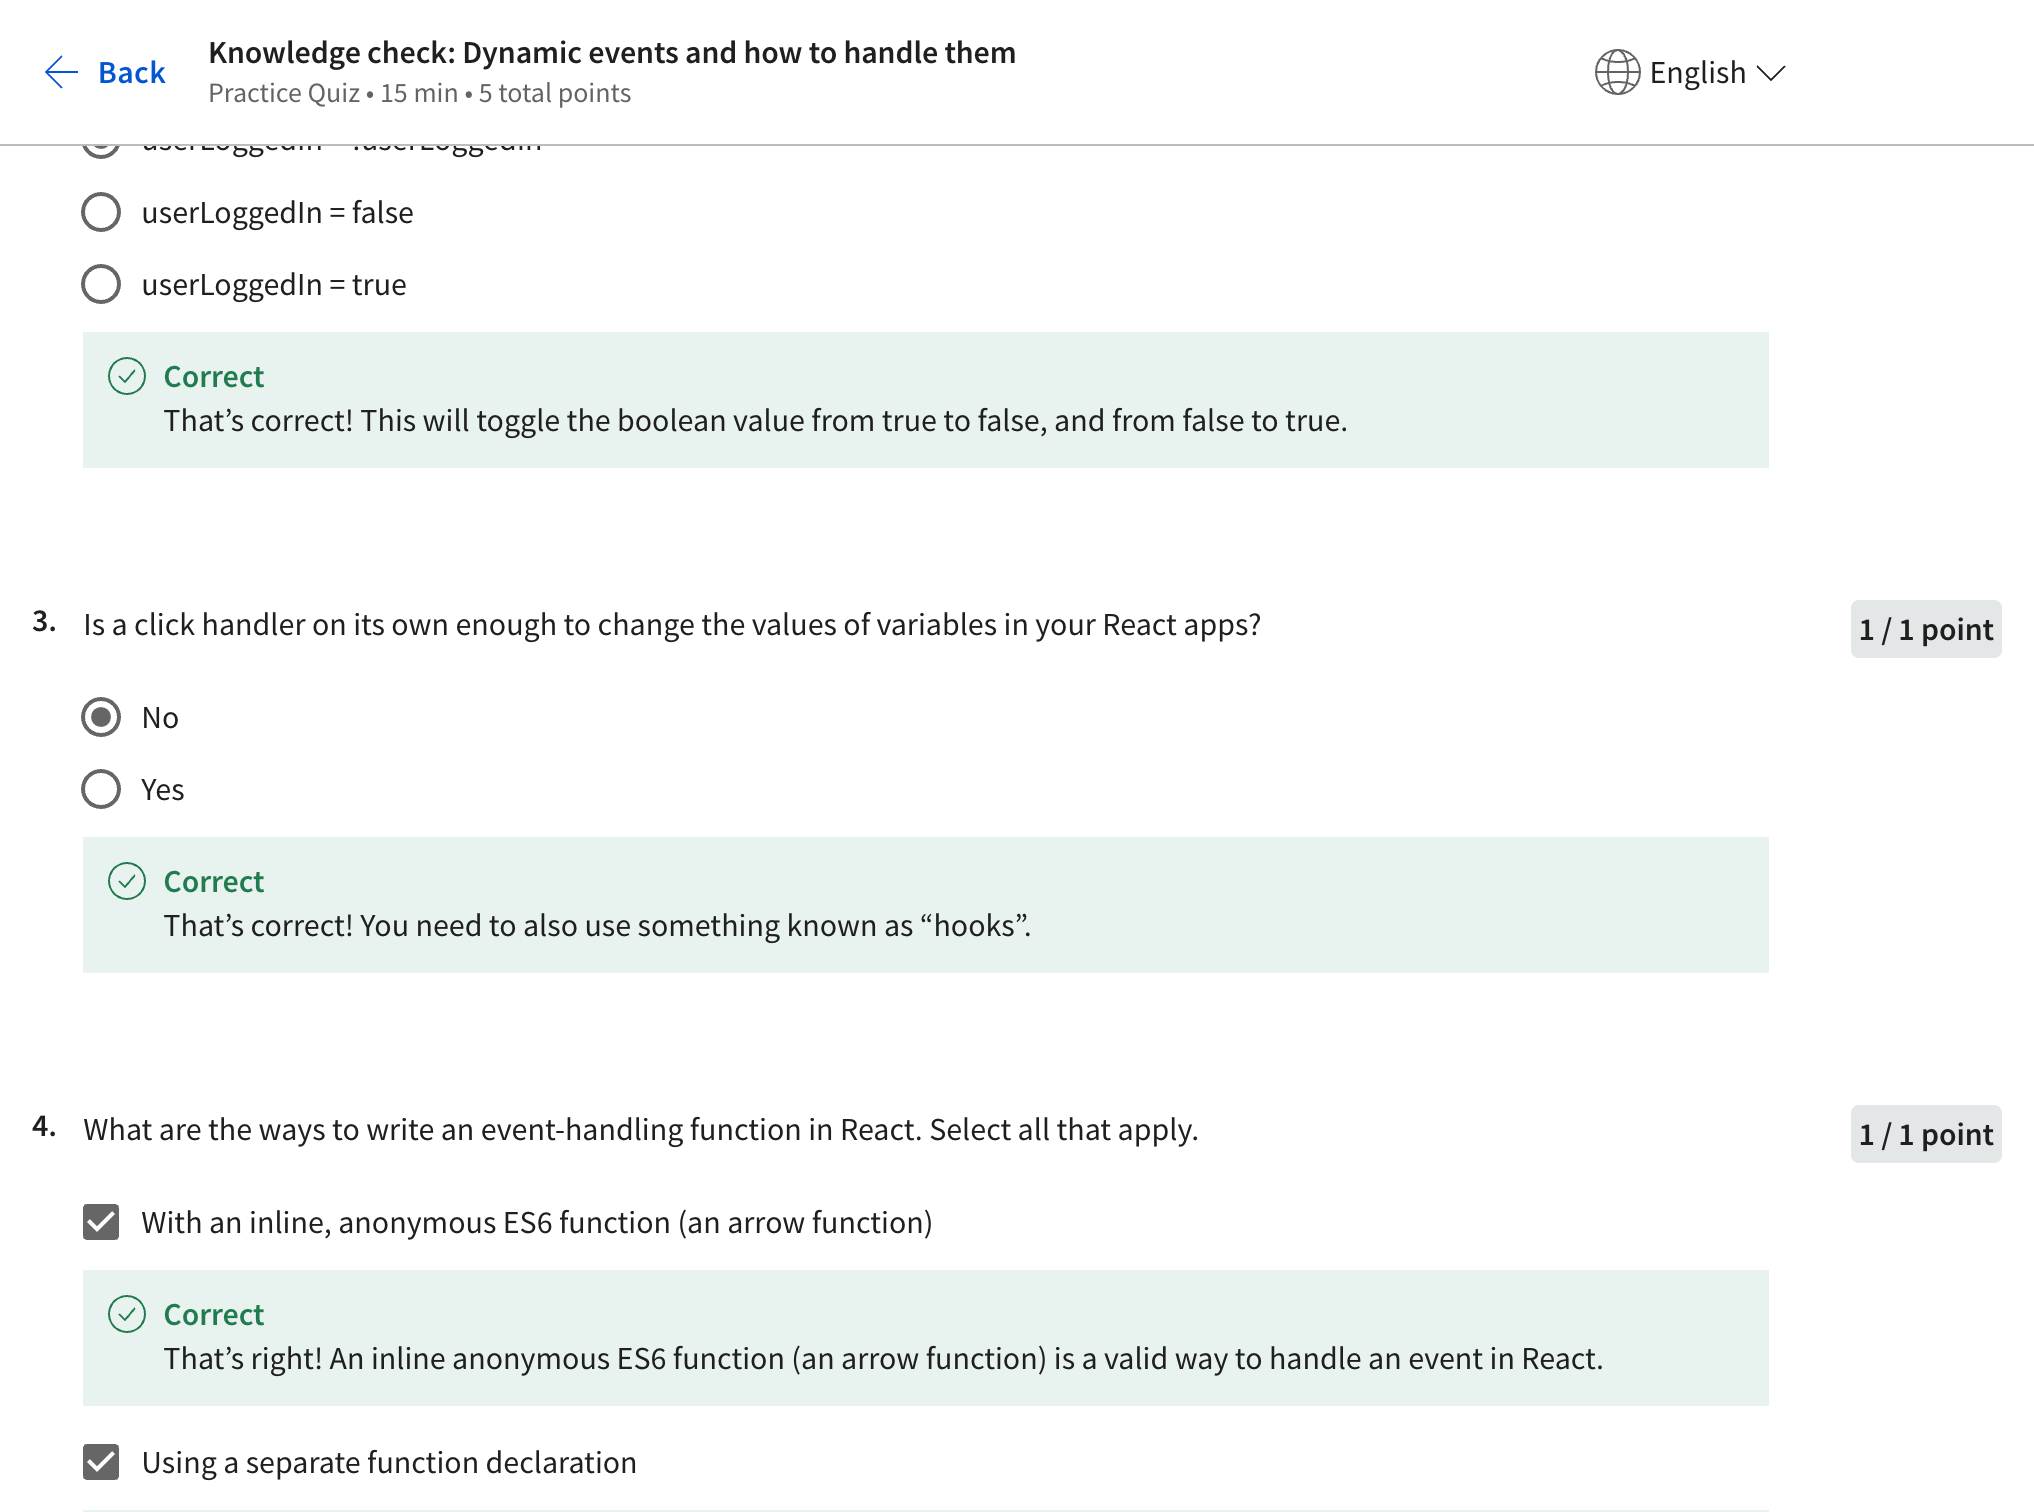 Back
Knowledge check: Dynamic events and how to handle them
Practice Quiz • 15 min • 5 total points
English
userLoggedIn = false
userLoggedIn = true
Correct
That’s correct! This will toggle the boolean value from true to false, and from false to true.
3. Is a click handler on its own enough to change the values of variables in your React apps?
1 / 1 point
No
Yes
Correct
That’s correct! You need to also use something known as “hooks”.
4. What are the ways to write an event-handling function in React. Select all that apply.
1 / 1 point
With an inline, anonymous ES6 function (an arrow function)
Correct
That’s right! An inline anonymous ES6 function (an arrow function) is a valid way to handle an event in React.
Using a separate function declaration